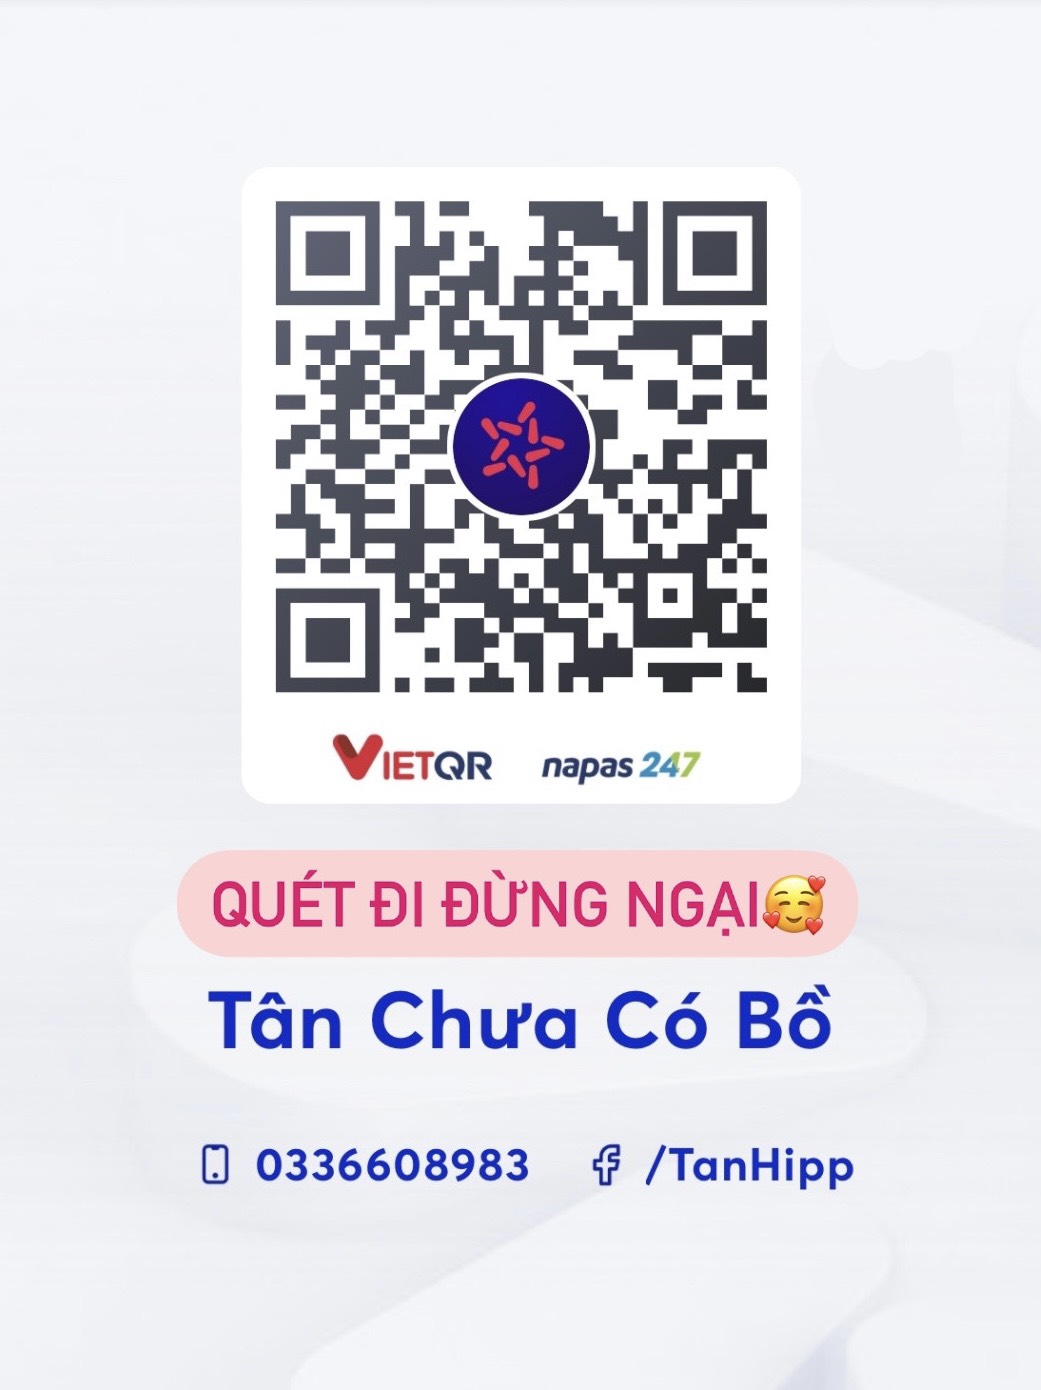 VIETQR napas 247
QUÉT ĐI ĐỪNG NGẠI🥰
Tân Chưa Có Bồ
0336608983 /TanHipp